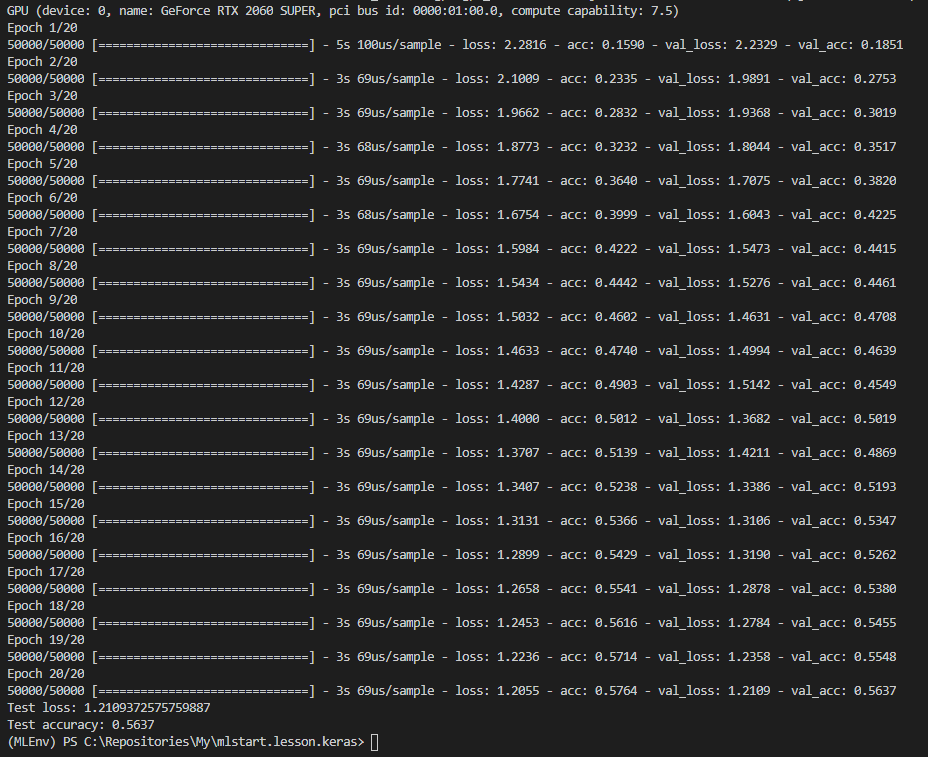 GPU (device: 0, name: GeForce RTX 2060 SUPER, pci bus id: 0000:01:00.0, compute capability: 7.5)
Epoch 1/20
50000/50000 [==============================] - 5s 100us/sample - loss: 2.2816 - acc: 0.1590 - val_loss: 2.2329 - val_acc: 0.1851
Epoch 2/20
50000/50000 [==============================] - 3s 69us/sample - loss: 2.1009 - acc: 0.2335 - val_loss: 1.9891 - val_acc: 0.2753
Epoch 3/20
50000/50000 [==============================] - 3s 69us/sample - loss: 1.9662 - acc: 0.2832 - val_loss: 1.9368 - val_acc: 0.3019
Epoch 4/20
50000/50000 [==============================] - 3s 68us/sample - loss: 1.8773 - acc: 0.3232 - val_loss: 1.8044 - val_acc: 0.3517
Epoch 5/20
50000/50000 [==============================] - 3s 69us/sample - loss: 1.7741 - acc: 0.3640 - val_loss: 1.7075 - val_acc: 0.3820
Epoch 6/20
50000/50000 [==============================] - 3s 68us/sample - loss: 1.6754 - acc: 0.3999 - val_loss: 1.6043 - val_acc: 0.4225
Epoch 7/20
50000/50000 [==============================] - 3s 69us/sample - loss: 1.5984 - acc: 0.4222 - val_loss: 1.5473 - val_acc: 0.4415
Epoch 8/20
50000/50000 [==============================] - 3s 69us/sample - loss: 1.5434 - acc: 0.4442 - val_loss: 1.5276 - val_acc: 0.4461
Epoch 9/20
50000/50000 [==============================] - 3s 69us/sample - loss: 1.5032 - acc: 0.4602 - val_loss: 1.4631 - val_acc: 0.4708
Epoch 10/20
50000/50000 [==============================] - 3s 69us/sample - loss: 1.4633 - acc: 0.4740 - val_loss: 1.4994 - val_acc: 0.4639
Epoch 11/20
50000/50000 [==============================] - 3s 69us/sample - loss: 1.4287 - acc: 0.4903 - val_loss: 1.5142 - val_acc: 0.4549
Epoch 12/20
50000/50000 [==============================] - 3s 69us/sample - loss: 1.4000 - acc: 0.5012 - val_loss: 1.3682 - val_acc: 0.5019
Epoch 13/20
50000/50000 [==============================] - 3s 69us/sample - loss: 1.3707 - acc: 0.5139 - val_loss: 1.4211 - val_acc: 0.4869
Epoch 14/20
50000/50000 [==============================] - 3s 69us/sample - loss: 1.3407 - acc: 0.5238 - val_loss: 1.3386 - val_acc: 0.5193
Epoch 15/20
50000/50000 [==============================] - 3s 69us/sample - loss: 1.3131 - acc: 0.5366 - val_loss: 1.3106 - val_acc: 0.5347
Epoch 16/20
50000/50000 [==============================] - 3s 69us/sample - loss: 1.2899 - acc: 0.5429 - val_loss: 1.3190 - val_acc: 0.5262
Epoch 17/20
50000/50000 [==============================] - 3s 69us/sample - loss: 1.2658 - acc: 0.5541 - val_loss: 1.2878 - val_acc: 0.5380
Epoch 18/20
50000/50000 [==============================] - 3s 69us/sample - loss: 1.2453 - acc: 0.5616 - val_loss: 1.2784 - val_acc: 0.5455
Epoch 19/20
50000/50000 [==============================] - 3s 69us/sample - loss: 1.2236 - acc: 0.5714 - val_loss: 1.2358 - val_acc: 0.5548
Epoch 20/20
50000/50000 [==============================] - 3s 69us/sample - loss: 1.2055 - acc: 0.5764 - val_loss: 1.2109 - val_acc: 0.5637
Test loss: 1.2109372575759887
Test accuracy: 0.5637
(MLEnv) PS C:\Repositories\My\mlstart.lesson.keras>